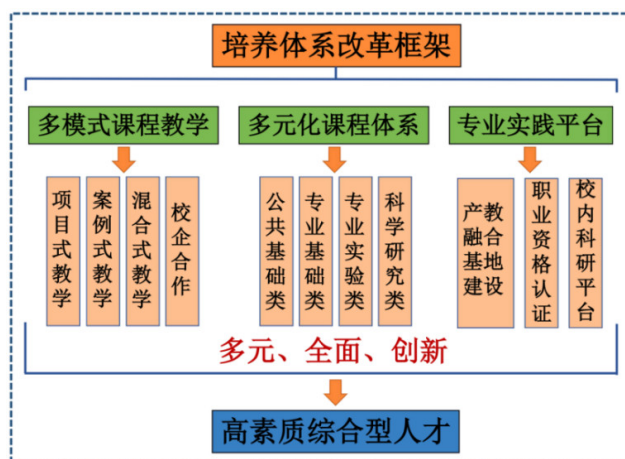 培养体系改革框架
多模式课程教学
多元化课程体系
专业实践平台
项目式教学
案例式教学
混合式教学
校企合作
公共基础类
专业基础类
专业实验类
科学研究类
产教
融合
基地
建设
职业资格认证
校内科研平台
多元、全面、创新
高素质综合型人才